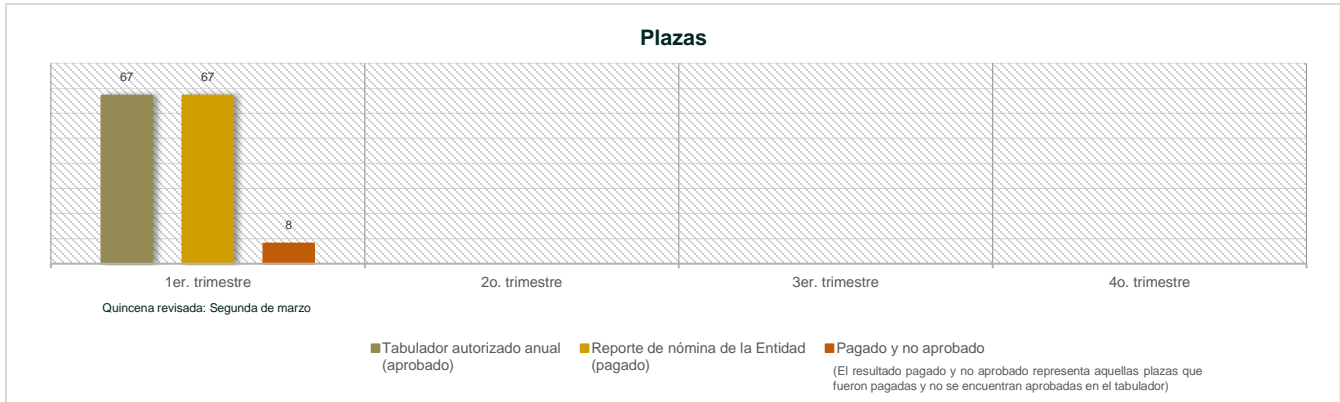 Plazas
67
67
8
1er. trimestre
2o. trimestre
3er. trimestre
4o. trimestre
Quincena revisada: Segunda de marzo
Tabulador autorizado anual
(aprobado)
Reporte de nómina de la Entidad
(pagado)
Pagado y no aprobado
(El resultado pagado y no aprobado representa aquellas plazas que
fueron pagadas y no se encuentran aprobadas en el tabulador)